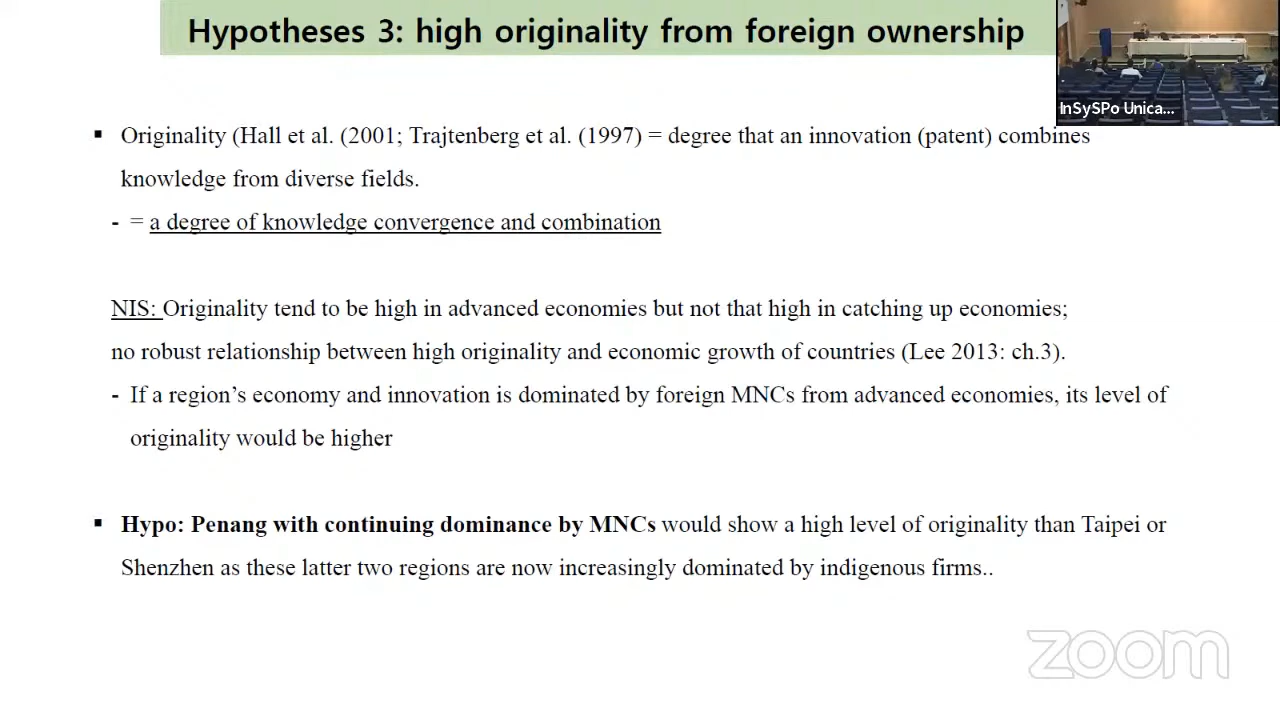 Hypotheses 3: high originality from foreign ownership
InSySPo Unica...
▪ Originality (Hall et al. (2001; Trajtenberg et al. (1997) = degree that an innovation (patent) combines
knowledge from diverse fields.
- = a degree of knowledge convergence and combination
NIS: Originality tend to be high in advanced economies but not that high in catching up economies;
no robust relationship between high originality and economic growth of countries (Lee 2013: ch.3).
- If a region's economy and innovation is dominated by foreign MNCs from advanced economies, its level of
originality would be higher
▪ Hypo: Penang with continuing dominance by MNCs would show a high level of originality than Taipei or
Shenzhen as these latter two regions are now increasingly dominated by indigenous firms..
zoom